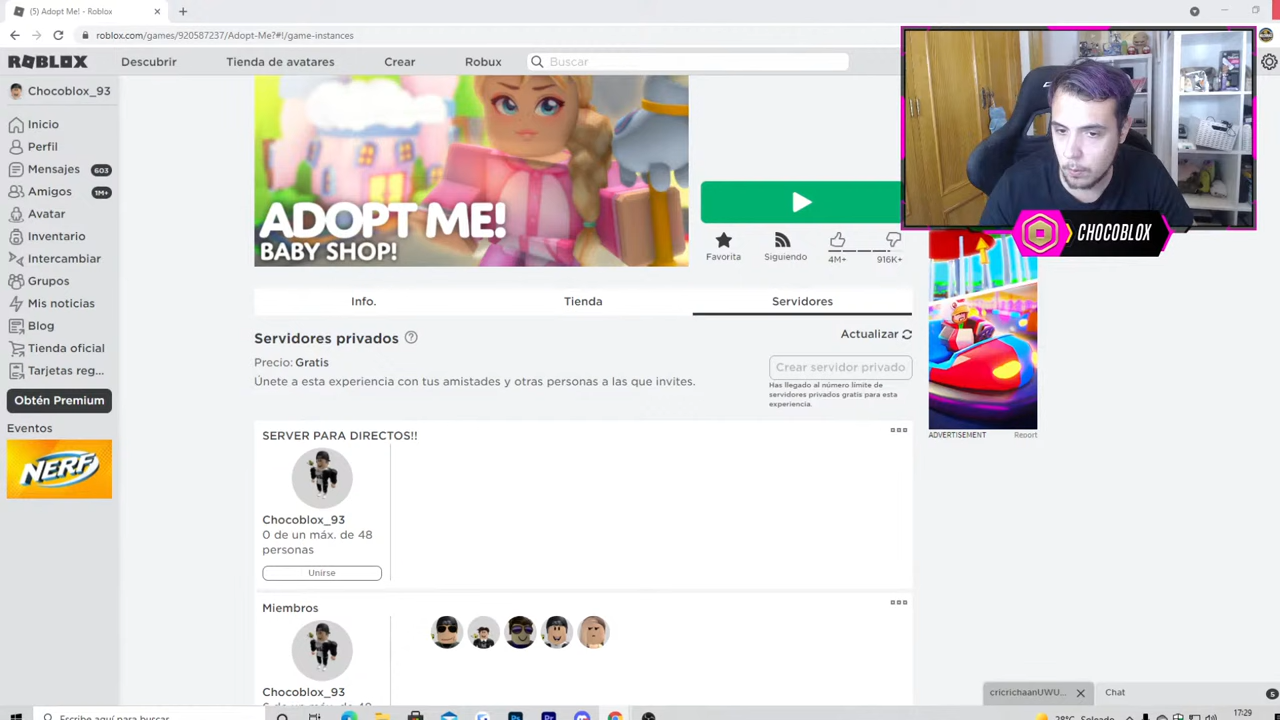 (5) Adopt Me! - Roblox
roblox.com/games/920587237/Adopt-Me?#!/game-instances
ROBLOX
Descubrir
Tienda de avatares
Crear
Robux
Buscar
Chocoblox_93
Inicio
Perfil
Mensajes 603
Amigos 1M+
Avatar
Inventario
Intercambiar
Grupos
Mis noticias
Blog
Tienda oficial
Tarjetas reg...
Obtén Premium
Eventos
NERF
ADOPT ME!
BABY SHOP!
Favorita
Siguiendo
4M+
916K+
CHOCOBLOX
Info.
Tienda
Servidores
Servidores privados
Actualizar
Precio: Gratis
Únete a esta experiencia con tus amistades y otras personas a las que invites.
Crear servidor privado
Has llegado al número límite de
servidores privados gratis para esta
experiencia.
ADVERTISEMENT
Report
SERVER PARA DIRECTOS!!
Chocoblox_93
0 de un máx. de 48
personas
Unirse
Miembros
Chocoblox_93
cricrichaanUWU...
Chat
5
Escribe aquí para buscar
28°C Soleado
17:29